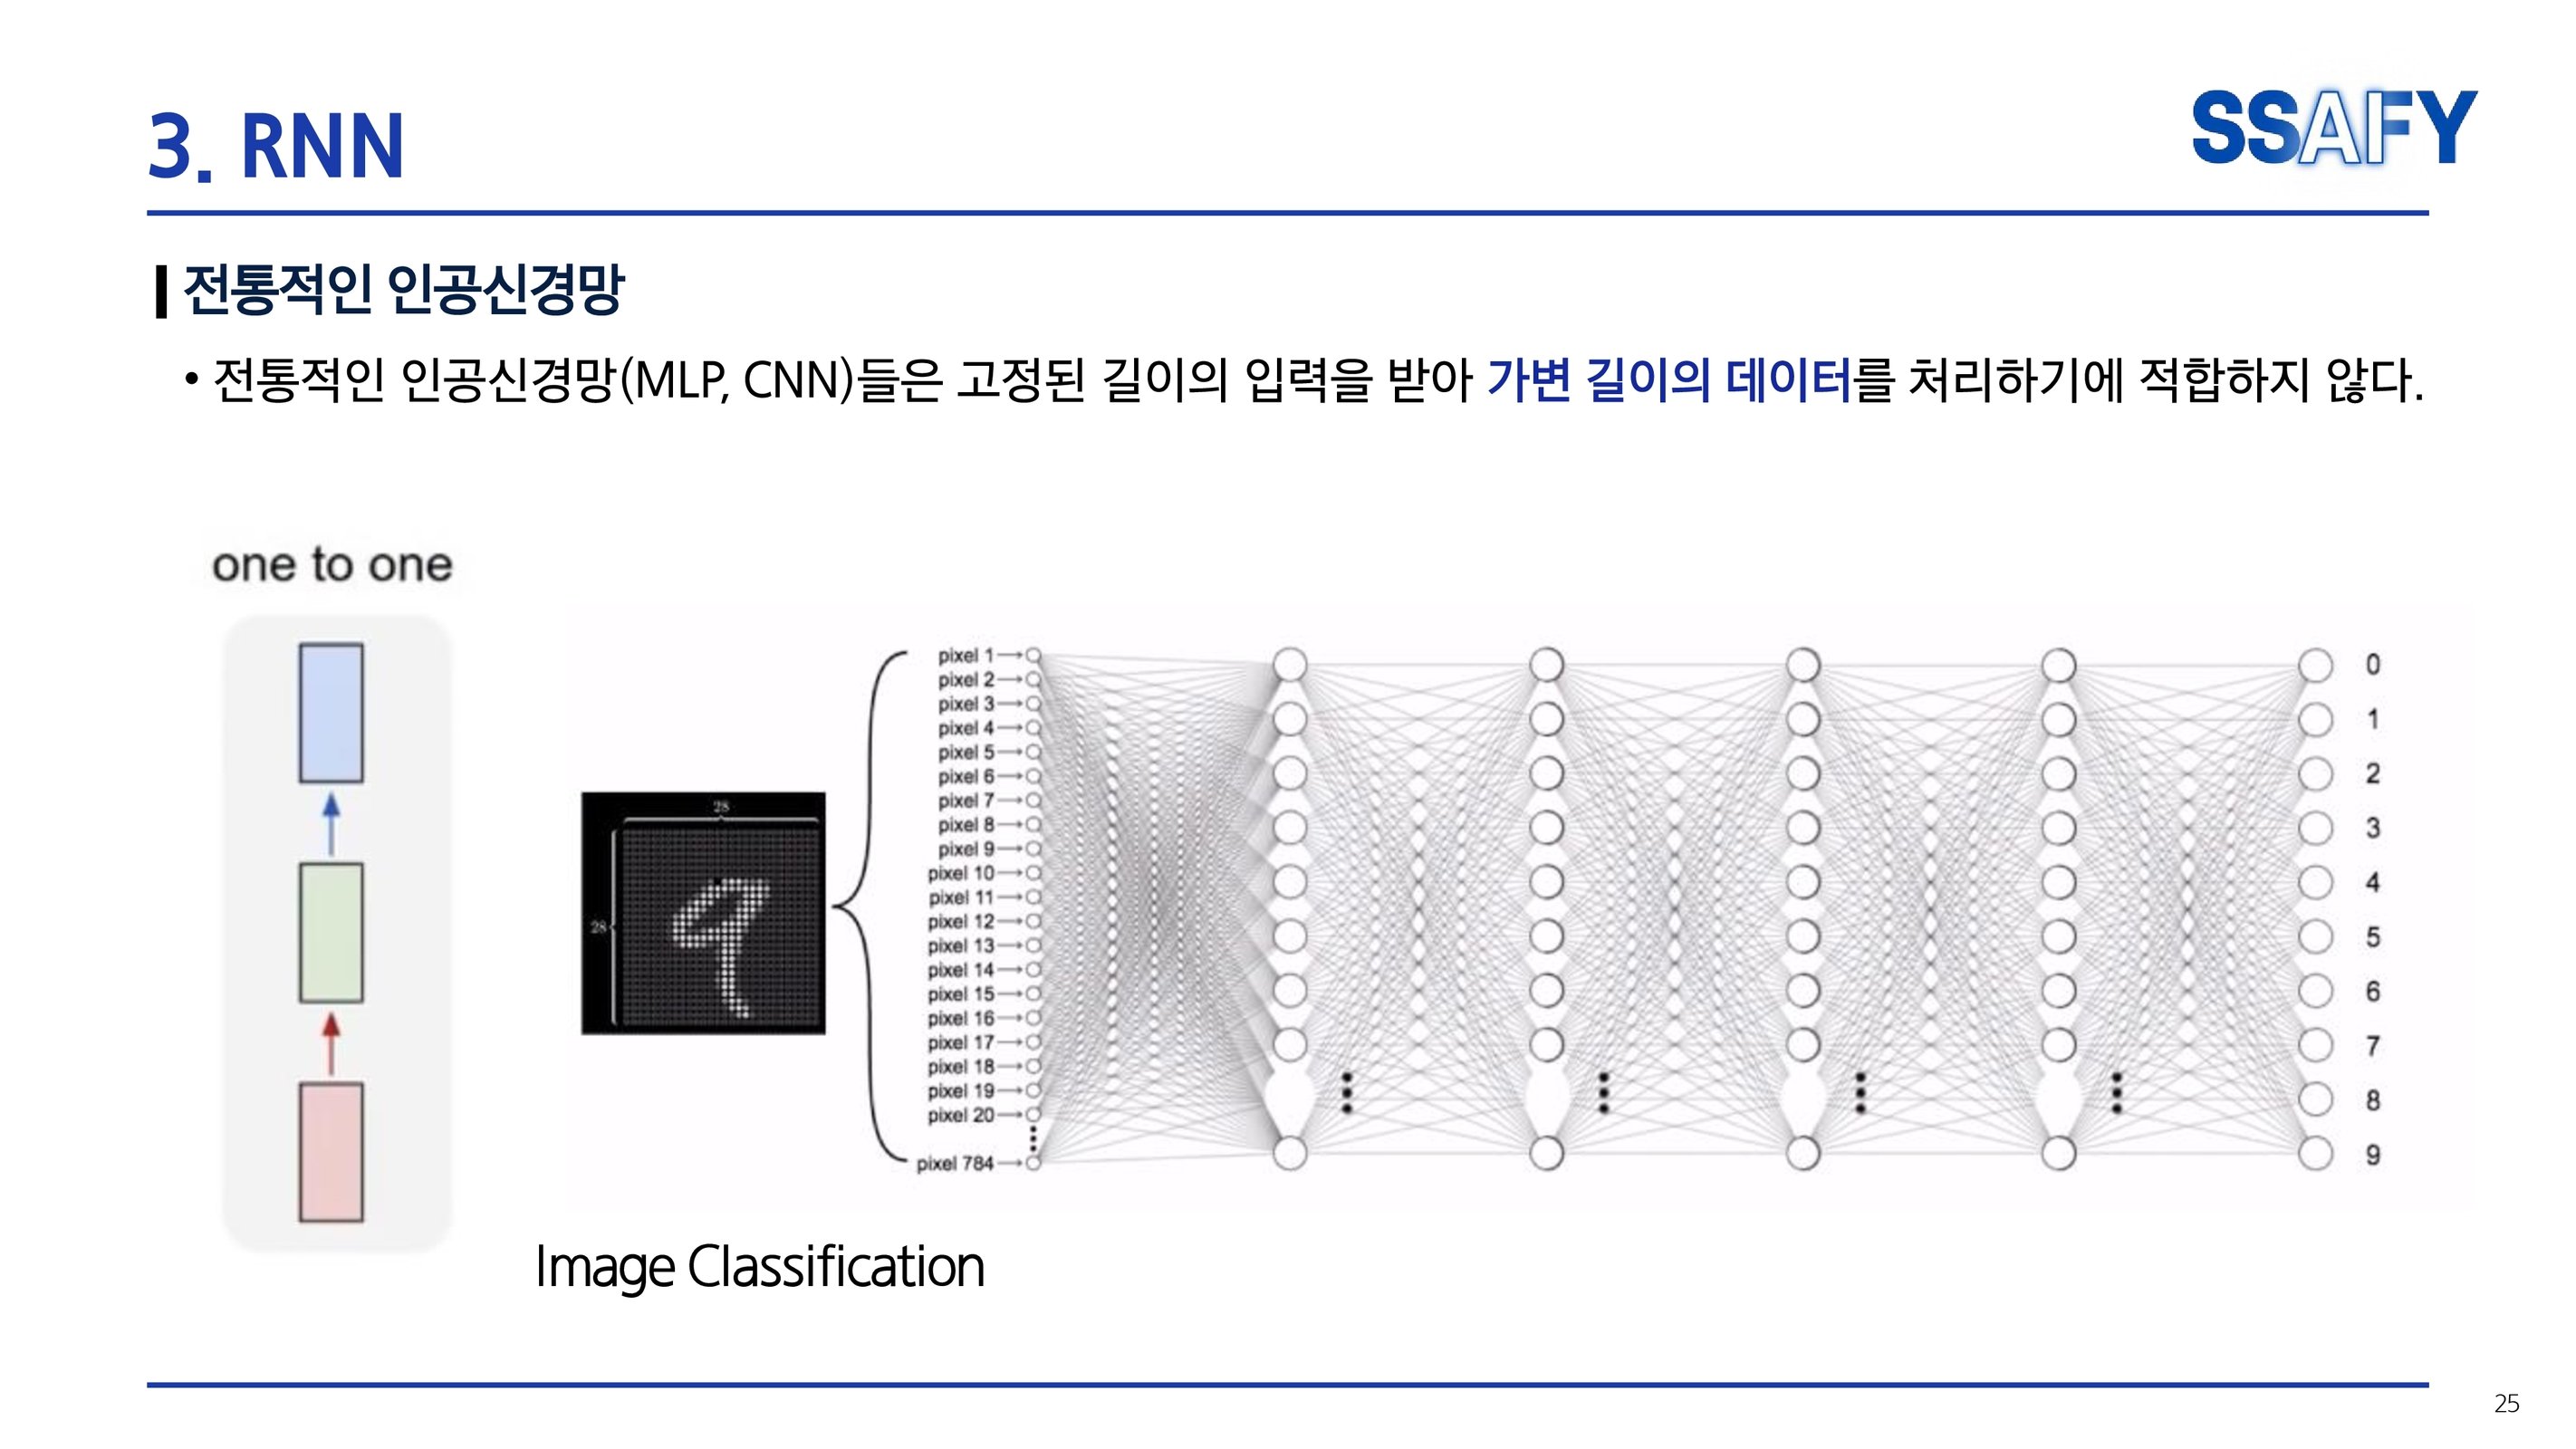 3. RNN
SSAFY
전통적인 인공신경망
• 전통적인 인공신경망(MLP, CNN)들은 고정된 길이의 입력을 받아 가변 길이의 데이터를 처리하기에 적합하지 않다.
one to one
28
28
pixel 1
pixel 2
pixel 3
pixel 4
pixel 5
pixel 6
pixel 7
pixel 8
pixel 9
pixel 10
pixel 11
pixel 12
pixel 13
pixel 14
pixel 15
pixel 16
pixel 17
pixel 18
pixel 19
pixel 20
pixel 784
0
1
2
3
4
5
6
7
8
9
Image Classification
25